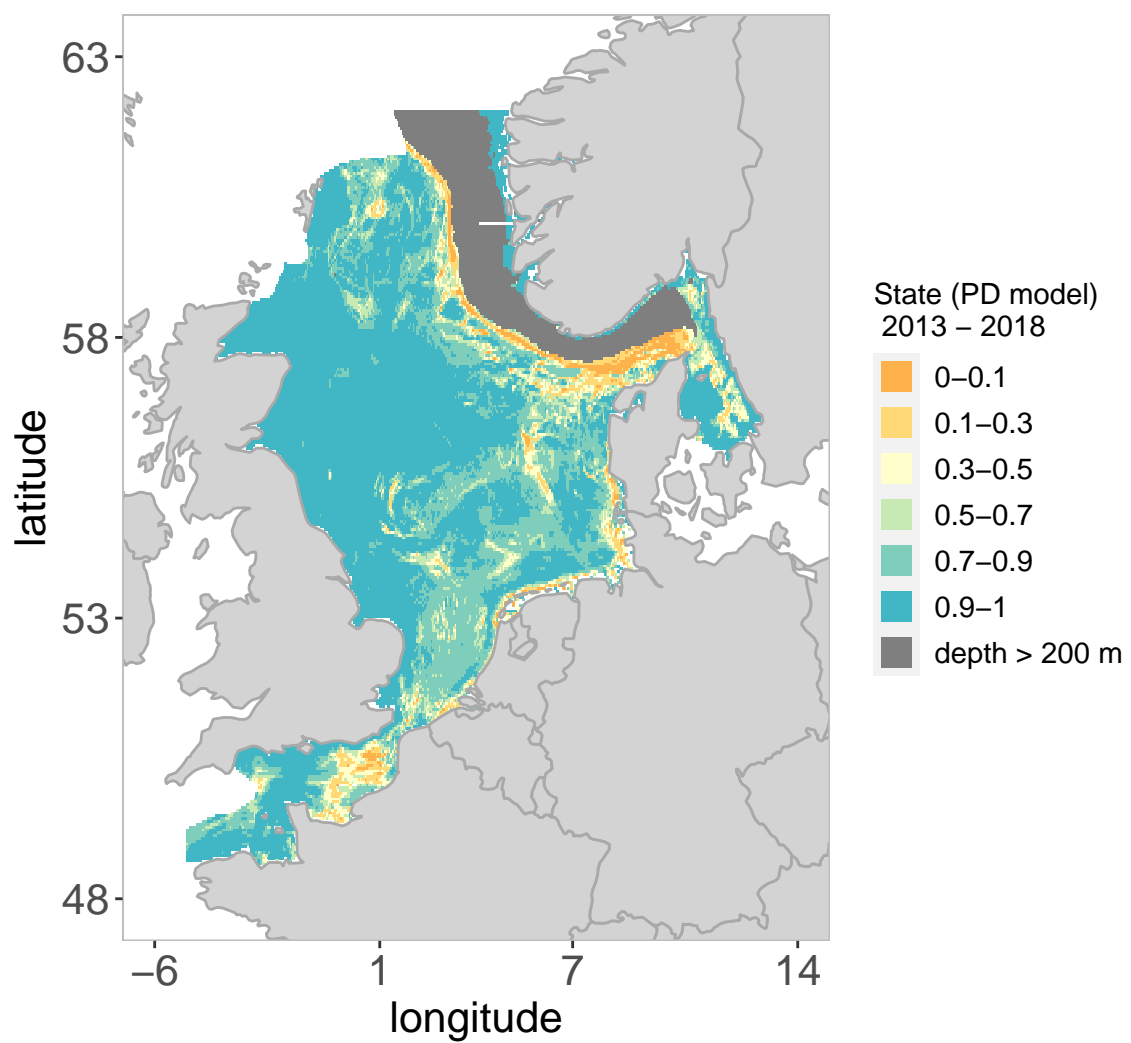 63
58
53
48
latitude
−6
1
7
14
longitude
State (PD model)
2013 − 2018
0−0.1
0.1−0.3
0.3−0.5
0.5−0.7
0.7−0.9
0.9−1
depth > 200 m